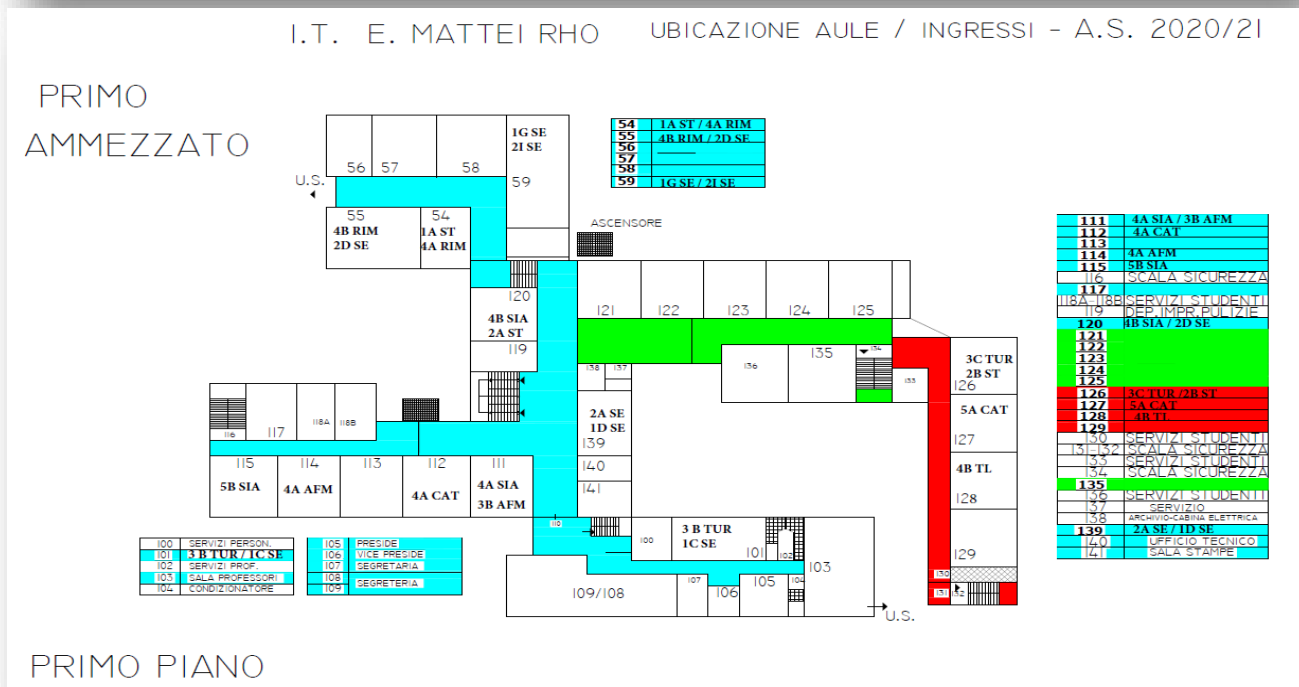 I.T. E. MATTEI RHO UBICAZIONE AULE / INGRESSI - A.S. 2020/21
PRIMO
AMMEZZATO
56 57 58
1G SE
2I SE
59
U.S.
55
4B RIM
2D SE
54
1A ST
4A RIM
54 1A ST / 4A RIM
55 4B RIM / 2D SE
56
57
58
59 1G SE / 2I SE
ASCENSORE
120
4B SIA
2A ST
119
121 122 123 124 125
136 135 134 133
138 137
2A SE
1D SE
139
140
141
116 117 118A 118B
115
5B SIA
114
4A AFM
113
112
4A CAT
111
4A SIA
3B AFM
3C TUR
2B ST
126
5A CAT
127
4B TL
128
129
130
131 132
110
100
3 B TUR
1C SE
101
102
103
109/108
107
106
105
104
U.S.
111 4A SIA / 3B AFM
112 4A CAT
113
114 4A AFM
115 5B SIA
116 SCALA SICUREZZA
117
118A-118B SERVIZI STUDENTI
119 DEP.IMPR.PULIZIE
120 4B SIA / 2D SE
121
122
123
124
125
126 3C TUR /2B ST
127 5A CAT
128 4B TL
129
130 SERVIZI STUDENTI
131-132 SCALA SICUREZZA
133 SERVIZI STUDENTI
134 SCALA SICUREZZA
135
136 SERVIZI STUDENTI
137 SERVIZIO
138 ARCHIVIO-CABINA ELETTRICA
139 2A SE / 1D SE
140 UFFICIO TECNICO
141 SALA STAMPE
100 SERVIZI PERSON.
101 3 B TUR / 1C SE
102 SERVIZI PROF.
103 SALA PROFESSORI
104 CONDIZIONATORE
105 PRESIDE
106 VICE PRESIDE
107 SEGRETARIA
108 SEGRETERIA
109
PRIMO PIANO